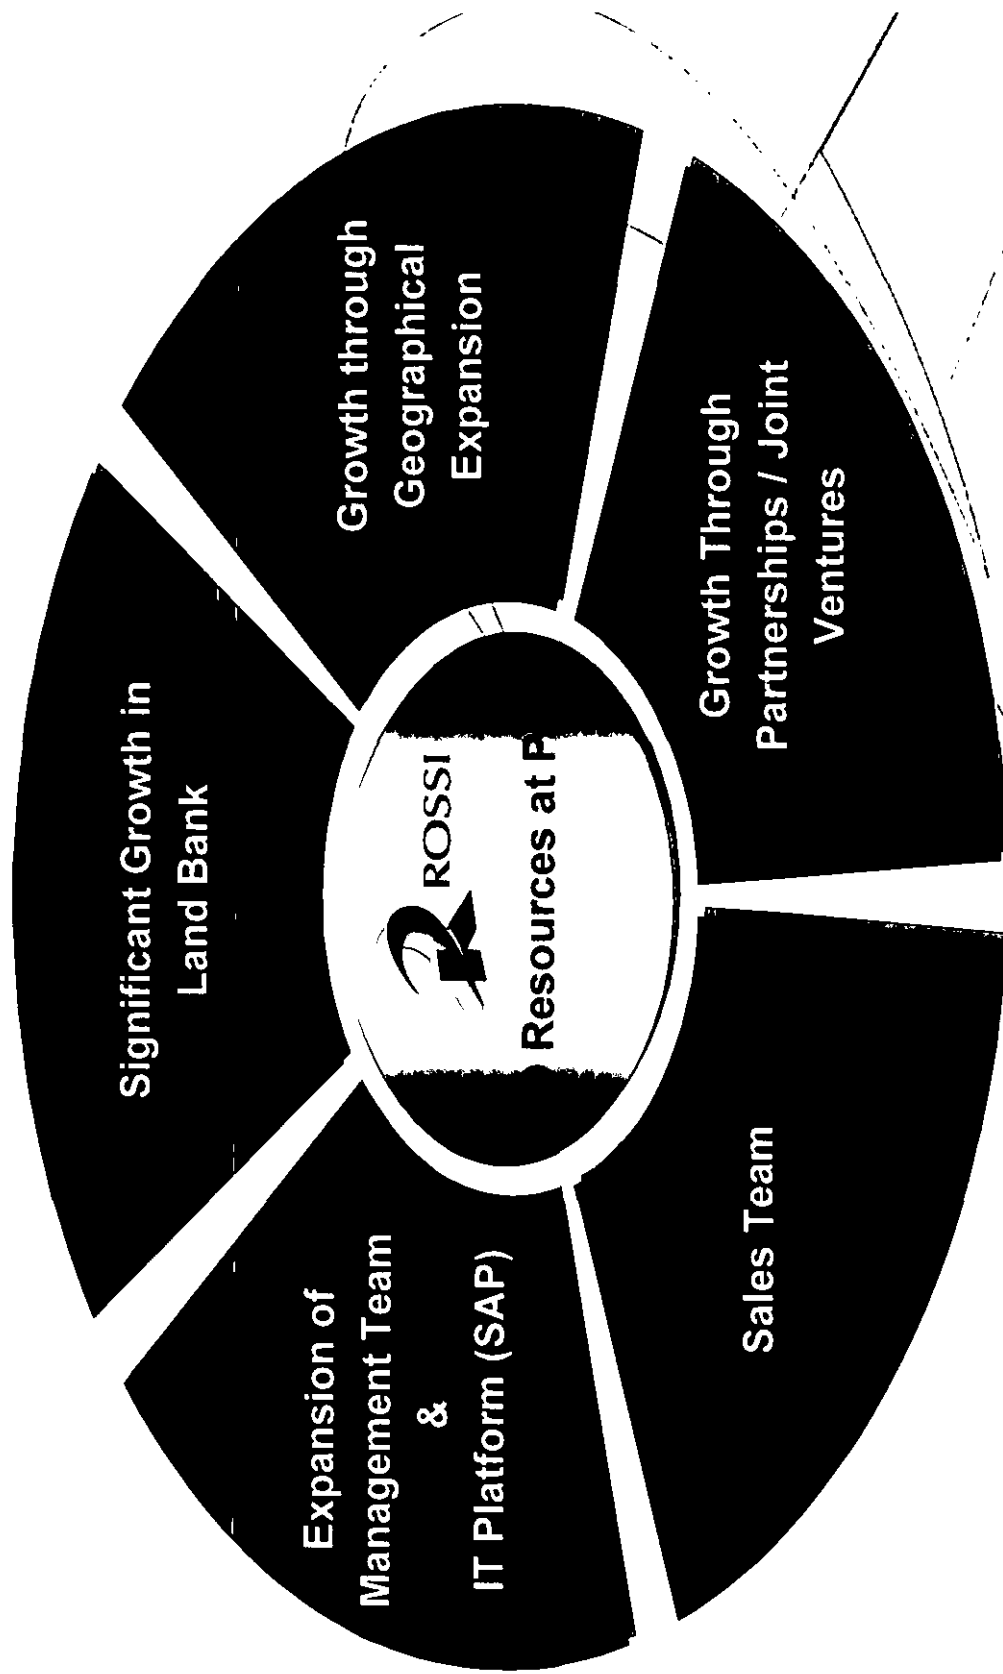 Significant Growth in
Land Bank
Growth through
Geographical
Expansion
Growth Through
Partnerships / Joint
Ventures
Sales Team
Expansion of
Management Team
&
IT Platform (SAP)
ROSSI
Resources at